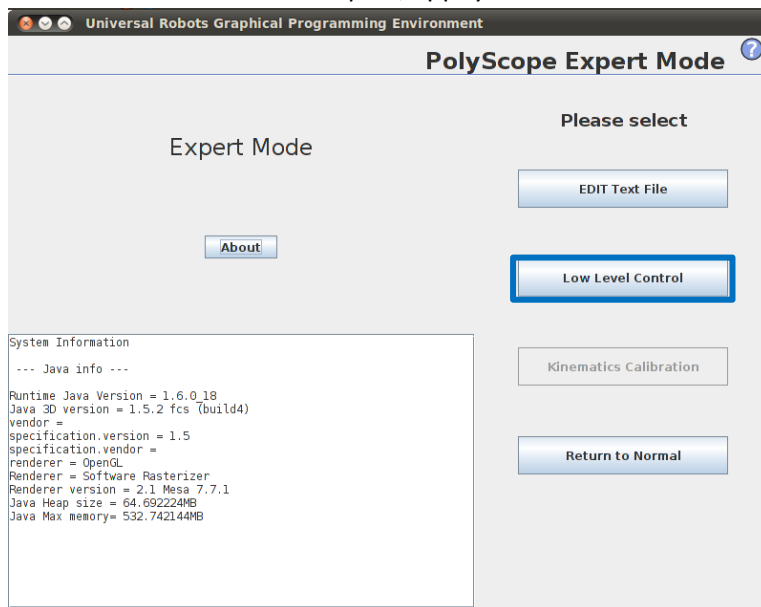 Universal Robots Graphical Programming Environment
PolyScope Expert Mode
?
Please select
Expert Mode
EDIT Text File
About
Low Level Control
System Information
--- Java info ---
Kinematics Calibration
Runtime Java Version = 1.6.0_18
Java 3D version = 1.5.2 fcs (build4)
vendor =
specification.version = 1.5
specification.vendor =
renderer = OpenGL
Return to Normal
Renderer = Software Rasterizer
Renderer version = 2.1 Mesa 7.7.1
Java Heap size = 64.692224MB
Java Max memory= 532.742144MB